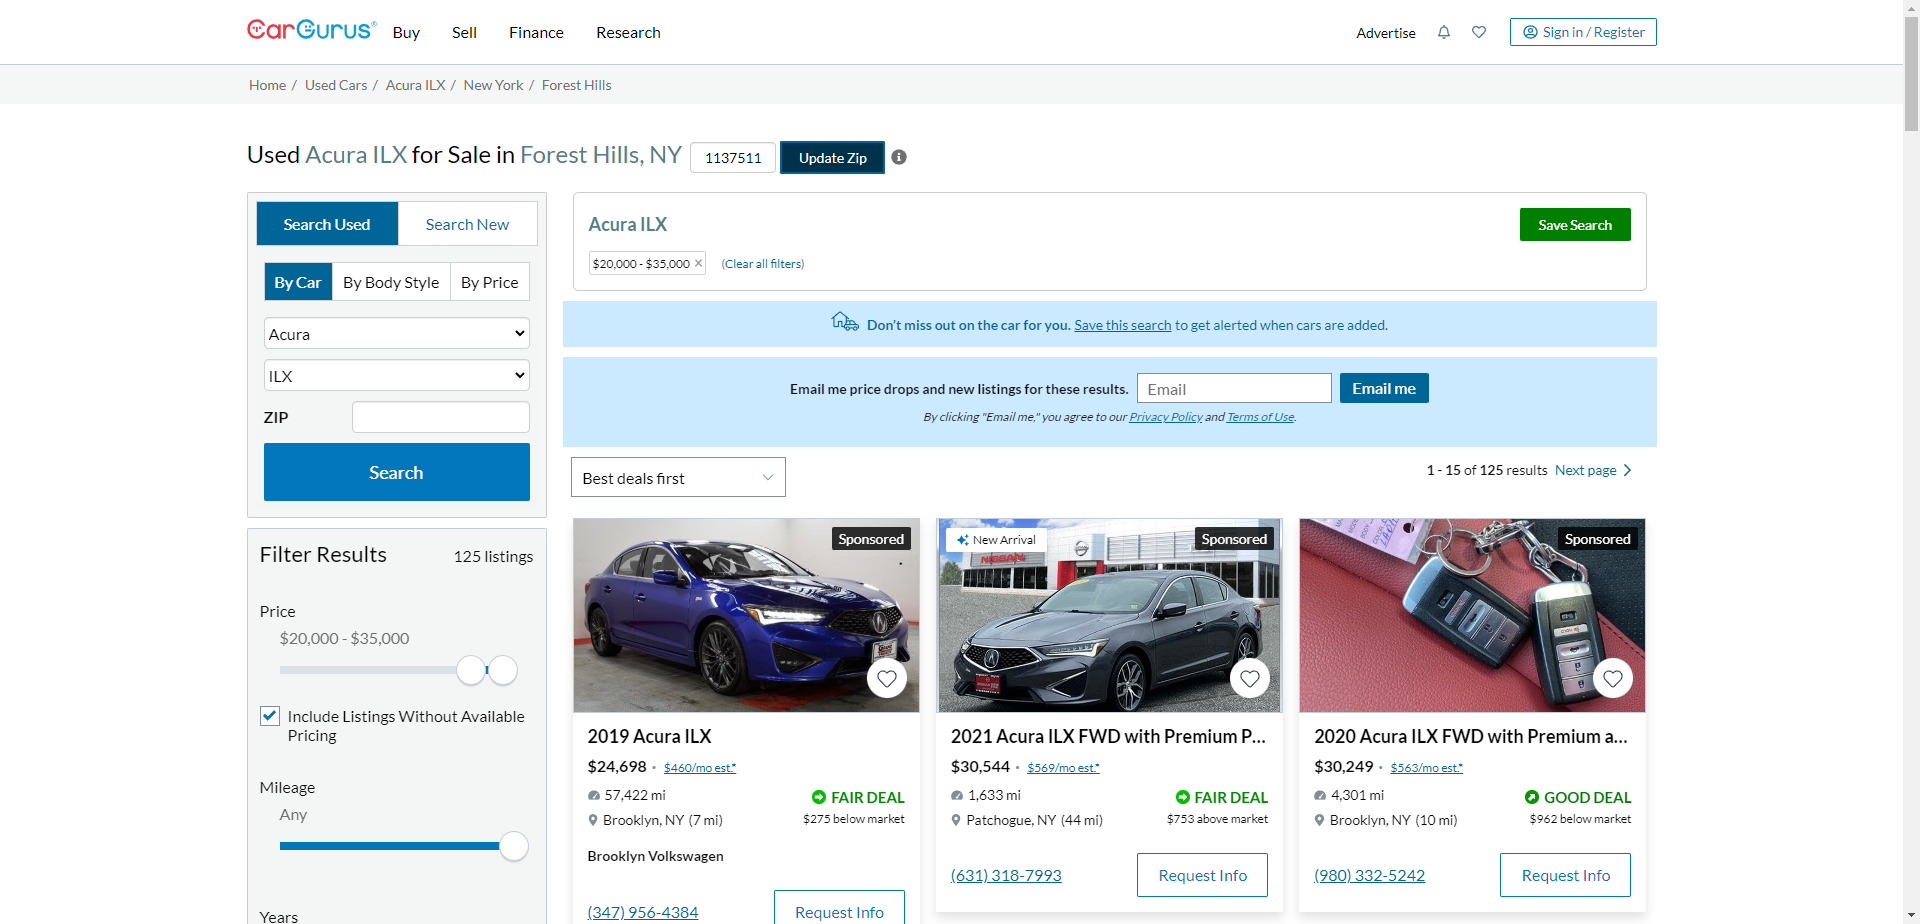 CarGurus®
Buy
Sell
Finance
Research
Advertise
Sign in / Register
Home / Used Cars / Acura ILX / New York / Forest Hills
Used Acura ILX for Sale in Forest Hills, NY
1137511
Update Zip
Search Used
Search New
By Car
By Body Style
By Price
Acura
ILX
ZIP
Search
Acura ILX
Save Search
$20,000 - $35,000 ×
(Clear all filters)
Don't miss out on the car for you. Save this search to get alerted when cars are added.
Email me price drops and new listings for these results.
Email
Email me
By clicking "Email me," you agree to our Privacy Policy and Terms of Use.
Best deals first
1 - 15 of 125 results
Next page
Filter Results
125 listings
Price
$20,000 - $35,000
Include Listings Without Available
Pricing
Mileage
Any
Years
Sponsored
2019 Acura ILX
$24,698 · $460/mo est.*
57,422 mi
FAIR DEAL
Brooklyn, NY (7 mi)
$275 below market
Brooklyn Volkswagen
(347) 956-4384
Request Info
New Arrival
Sponsored
NISSAN
2021 Acura ILX FWD with Premium P...
$30,544 · $569/mo est.*
1,633 mi
FAIR DEAL
Patchogue, NY (44 mi)
$753 above market
(631) 318-7993
Request Info
Sponsored
2020 Acura ILX FWD with Premium a...
$30,249 · $563/mo est.*
4,301 mi
GOOD DEAL
Brooklyn, NY (10 mi)
$962 below market
(980) 332-5242
Request Info